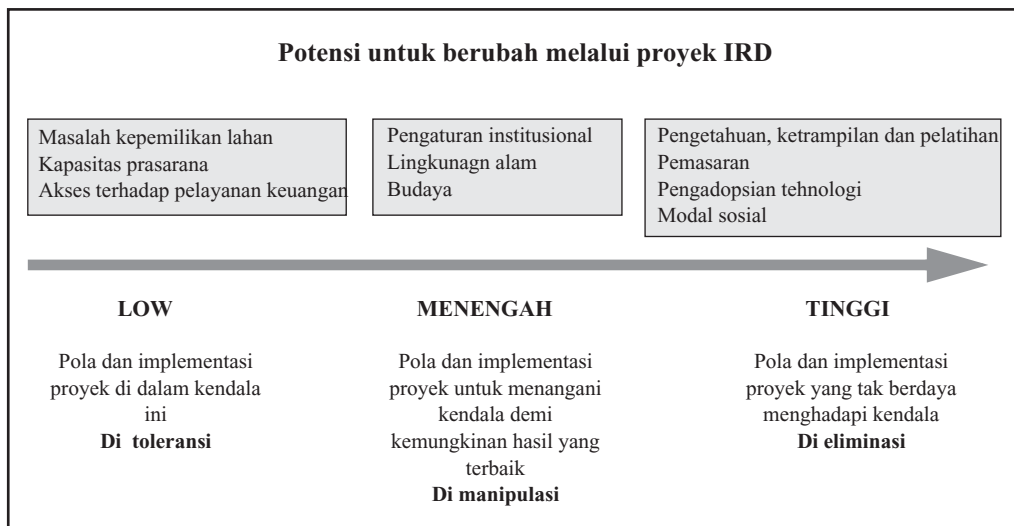 Potensi untuk berubah melalui proyek IRD
Masalah kepemilikan lahan
Kapasitas prasarana
Akses terhadap pelayanan keuangan
Pengaturan institusional
Lingkunagn alam
Budaya
Pengetahuan, ketrampilan dan pelatihan
Pemasaran
Pengadopsian tehnologi
Modal sosial
LOW
Pola dan implementasi
proyek di dalam kendala
ini
Di toleransi
MENENGAH
Pola dan implementasi
proyek untuk menangani
kendala demi
kemungkinan hasil yang
terbaik
Di manipulasi
TINGGI
Pola dan implementasi
proyek yang tak berdaya
menghadapi kendala
Di eliminasi